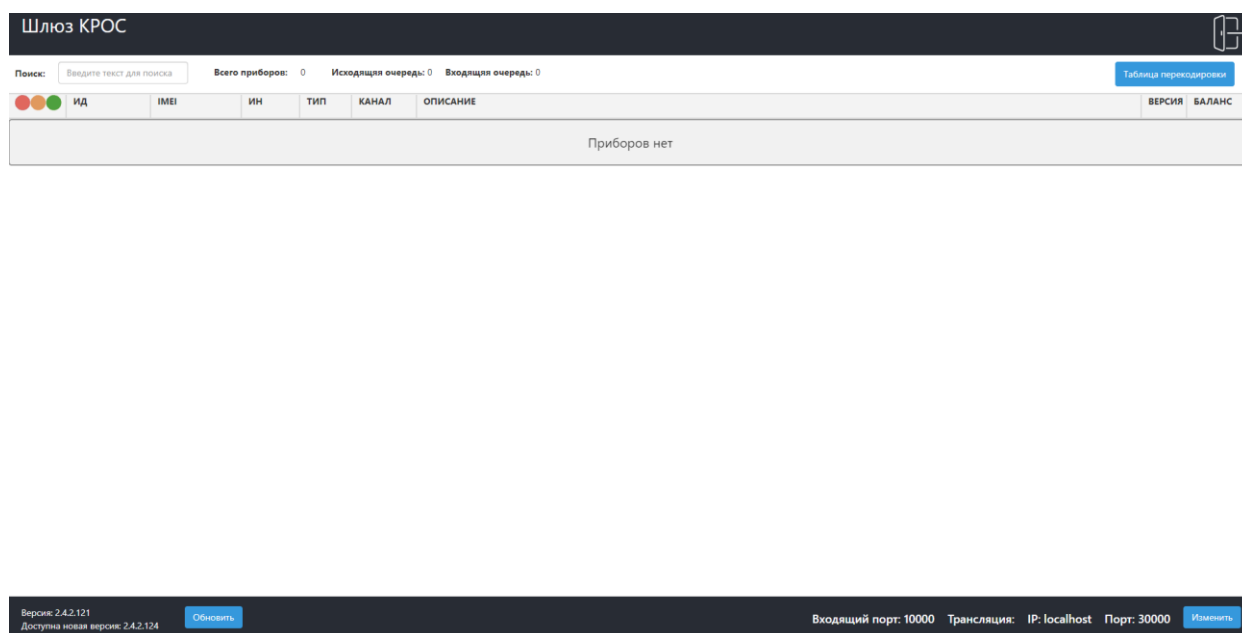 Шлюз КРОС
Поиск: Введите текст для поиска Всего приборов: 0 Исходящая очередь: 0 Входящая очередь: 0 Таблица перекодировки
ИД IMEI ИН ТИП КАНАЛ ОПИСАНИЕ ВЕРСИЯ БАЛАНС
Приборов нет
Версия: 2.4.2.121
Доступна новая версия: 2.4.2.124
Обновить
Входящий порт: 10000 Трансляция: IP: localhost Порт: 30000 Изменить